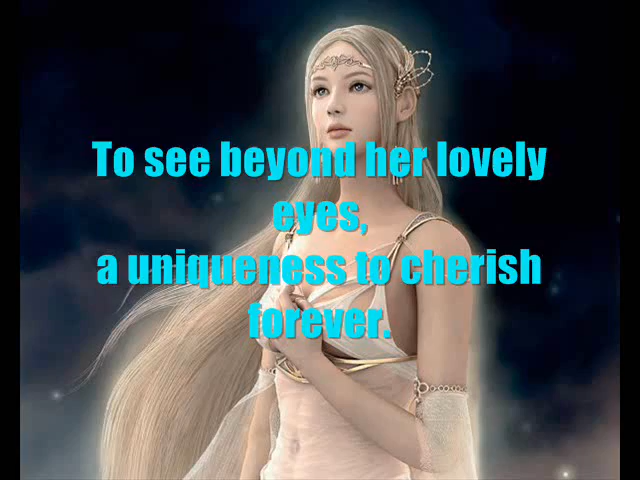 To see beyond her lovely
eyes,
a uniqueness to cherish
forever.